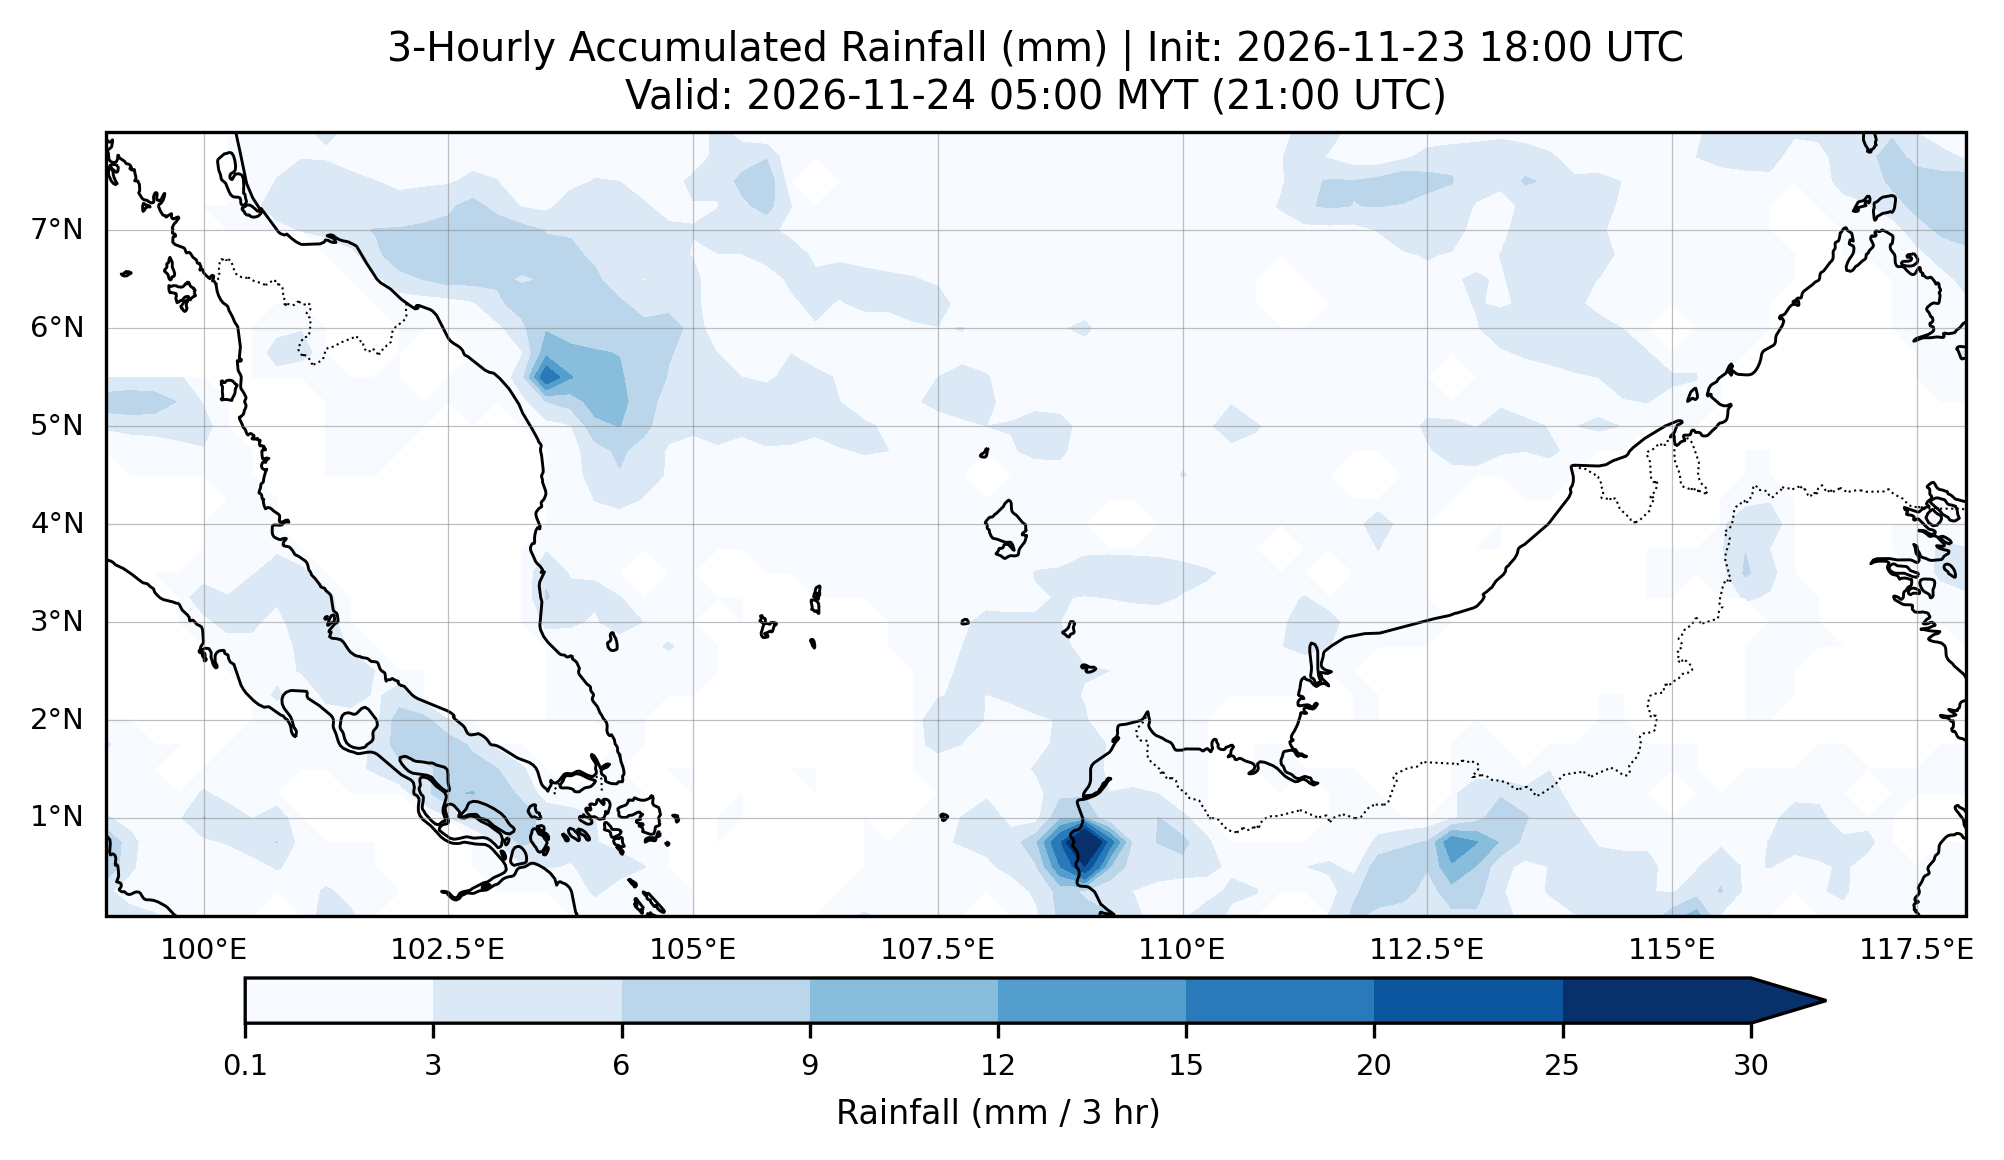 3-Hourly Accumulated Rainfall (mm) | Init: 2026-11-23 18:00 UTC
Valid: 2026-11-24 05:00 MYT (21:00 UTC)
7°N
6°N
5°N
4°N
3°N
2°N
1°N
100°E 102.5°E 105°E 107.5°E 110°E 112.5°E 115°E 117.5°E
0.1 3 6 9 12 15 20 25 30
Rainfall (mm / 3 hr)